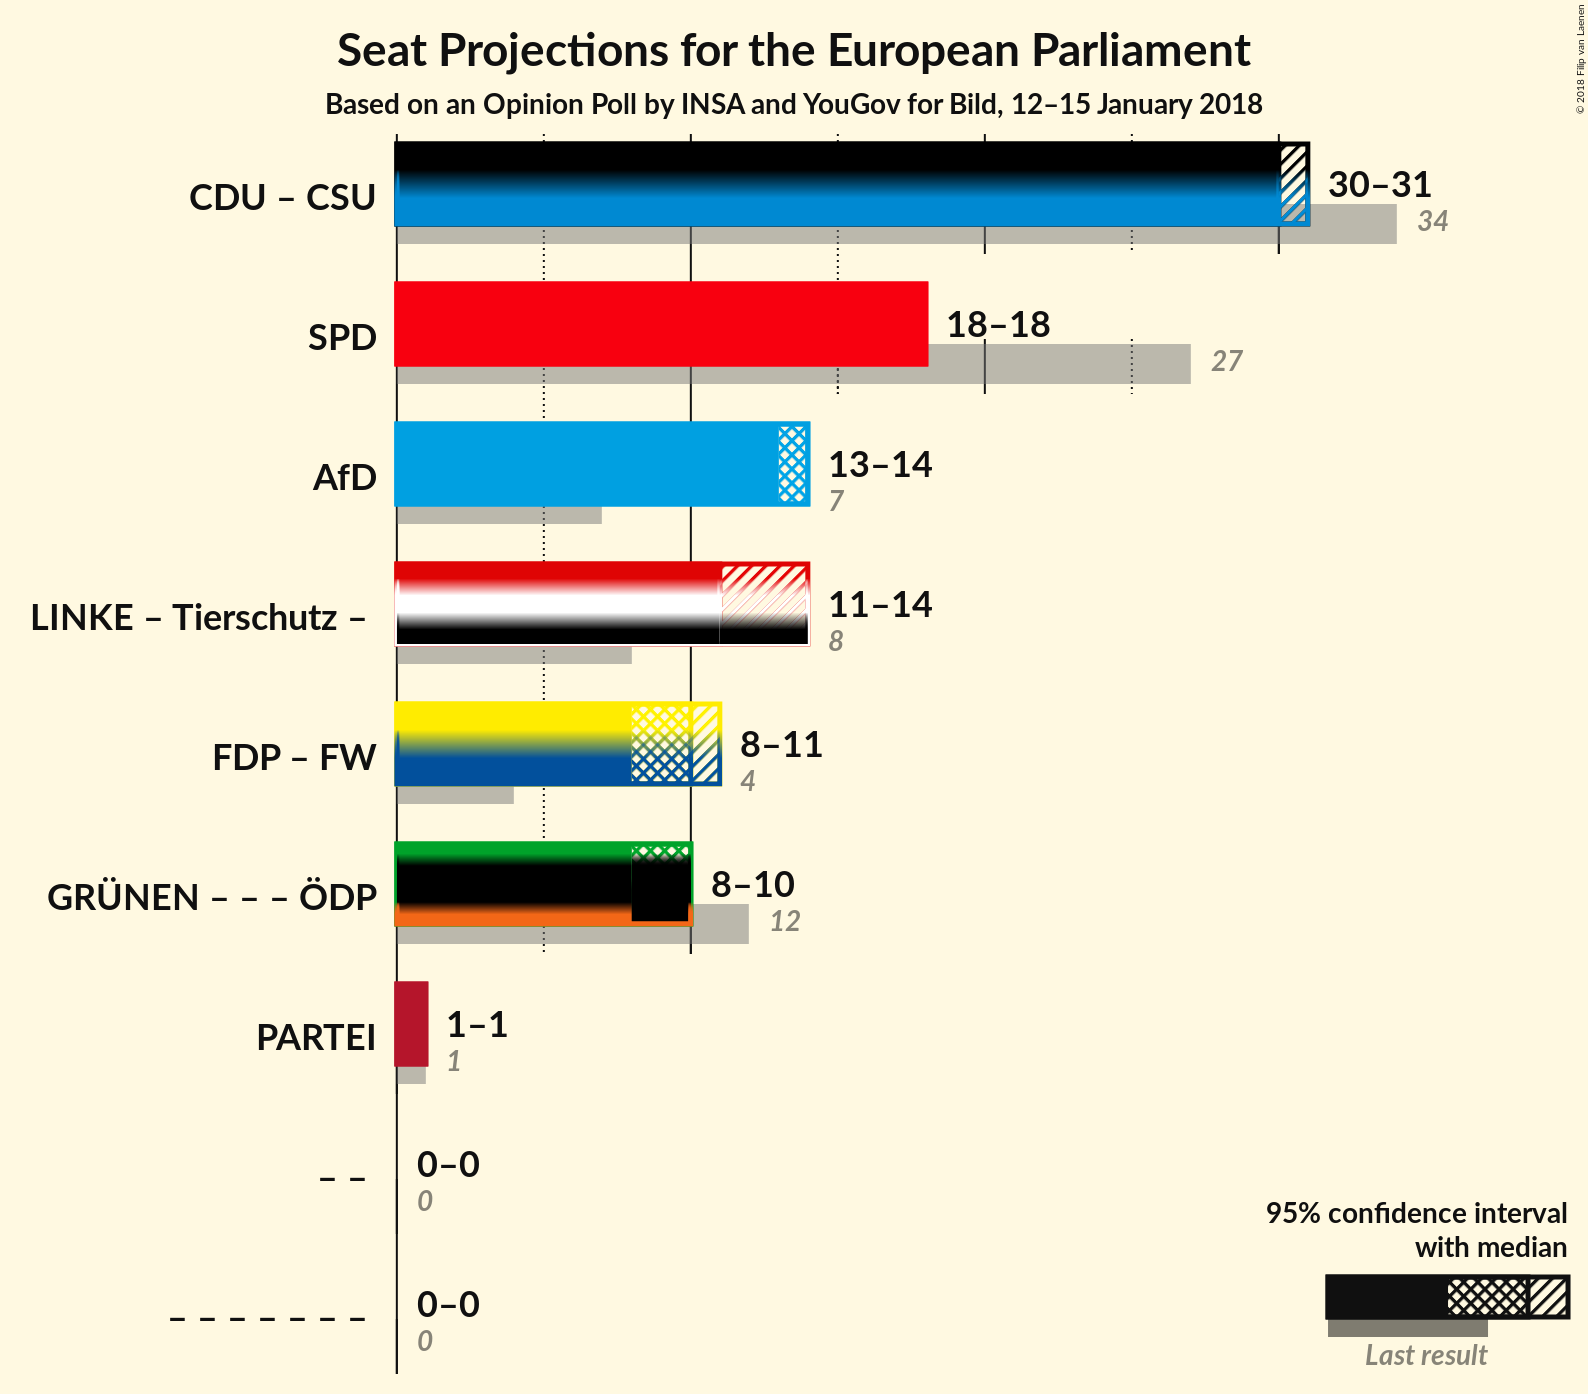 Seat Projections for the European Parliament
Based on an Opinion Poll by INSA and YouGov for Bild, 12–15 January 2018
© 2018 Filip van Laenen
CDU – CSU
30–31
34
SPD
18–18
27
AfD
13–14
7
LINKE – Tierschutz –
11–14
8
FDP – FW
8–11
4
GRÜNEN – – – ÖDP
8–10
12
PARTEI
1–1
1
– –
0–0
0
– – – – – – –
0–0
0
95% confidence interval
with median
Last result